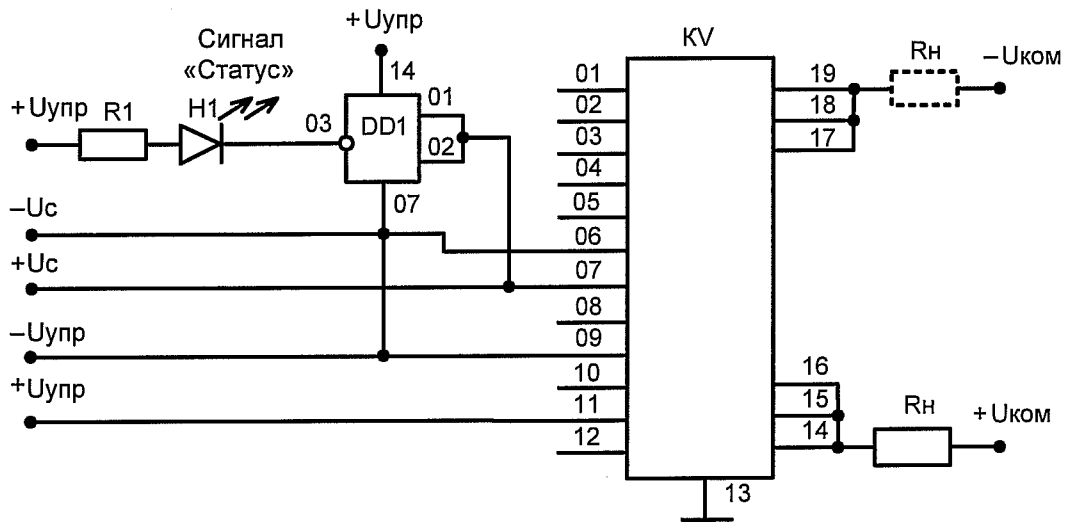 +Uупр
Сигнал
«Статус»
14
+Uупр
R1
H1
03
DD1
01
02
07
–Uс
+Uс
–Uупр
+Uупр
KV
01
02
03
04
05
06
07
08
09
10
11
12
19
18
17
16
15
14
13
Rн
–Uком
Rн
+Uком